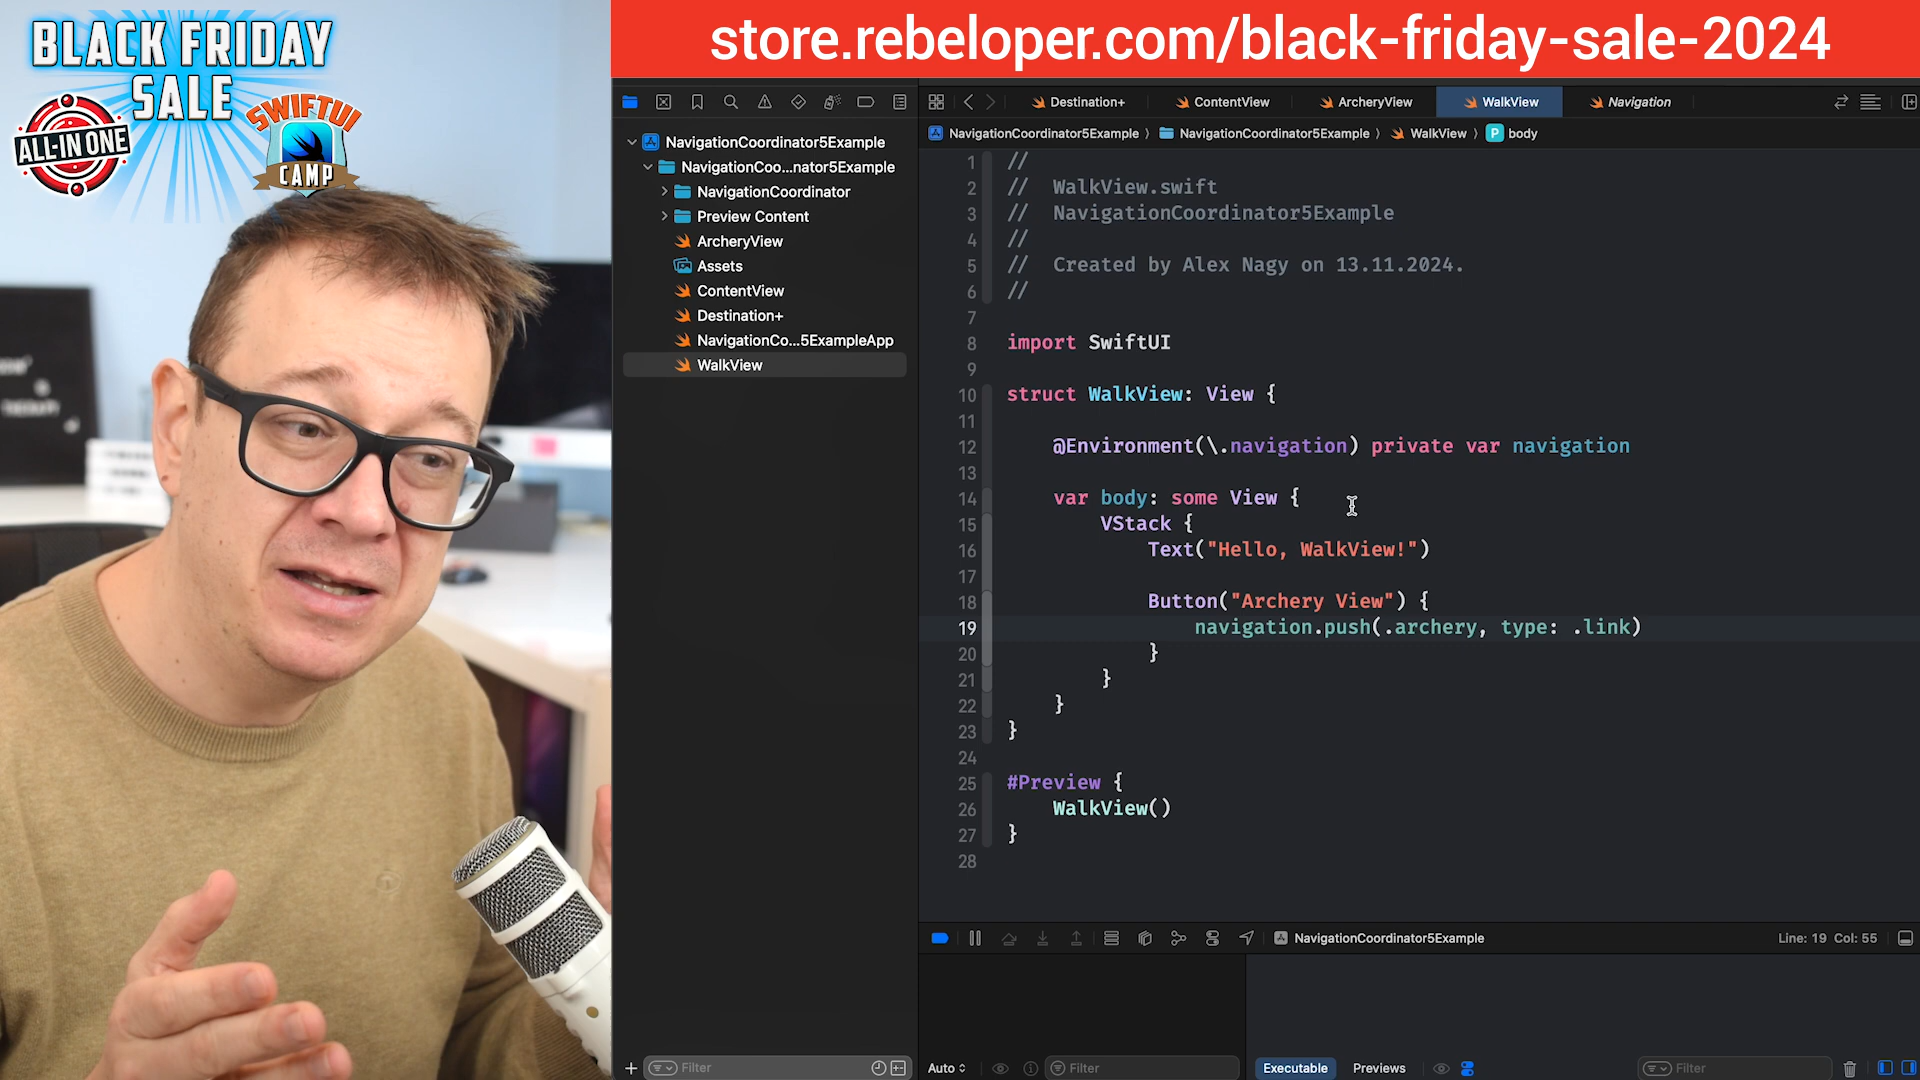 BLACK FRIDAY
SALE
ALL-IN ONE
SWIFTUI
CAMP
store.rebeloper.com/black-friday-sale-2024
Destination+
ContentView
ArcheryView
WalkView
Navigation
NavigationCoordinator5Example
NavigationCoo...nator5Example
NavigationCoordinator
Preview Content
ArcheryView
Assets
ContentView
Destination+
NavigationCo...5ExampleApp
WalkView
NavigationCoordinator5Example 〉 NavigationCoordinator5Example 〉 WalkView 〉 P body
1 //
2 // WalkView.swift
3 // NavigationCoordinator5Example
4 //
5 // Created by Alex Nagy on 13.11.2024.
6 //
7
8 import SwiftUI
9
10 struct WalkView: View {
11
12 @Environment(\.navigation) private var navigation
13
14 var body: some View {
15 VStack {
16 Text("Hello, WalkView!")
17
18 Button("Archery View") {
19 navigation.push(.archery, type: .link)
20 }
21 }
22 }
23 }
24
25 #Preview {
26 WalkView()
27 }
28
NavigationCoordinator5Example
Line: 19 Col: 55
Filter
Auto
Filter
Executable
Previews
Filter